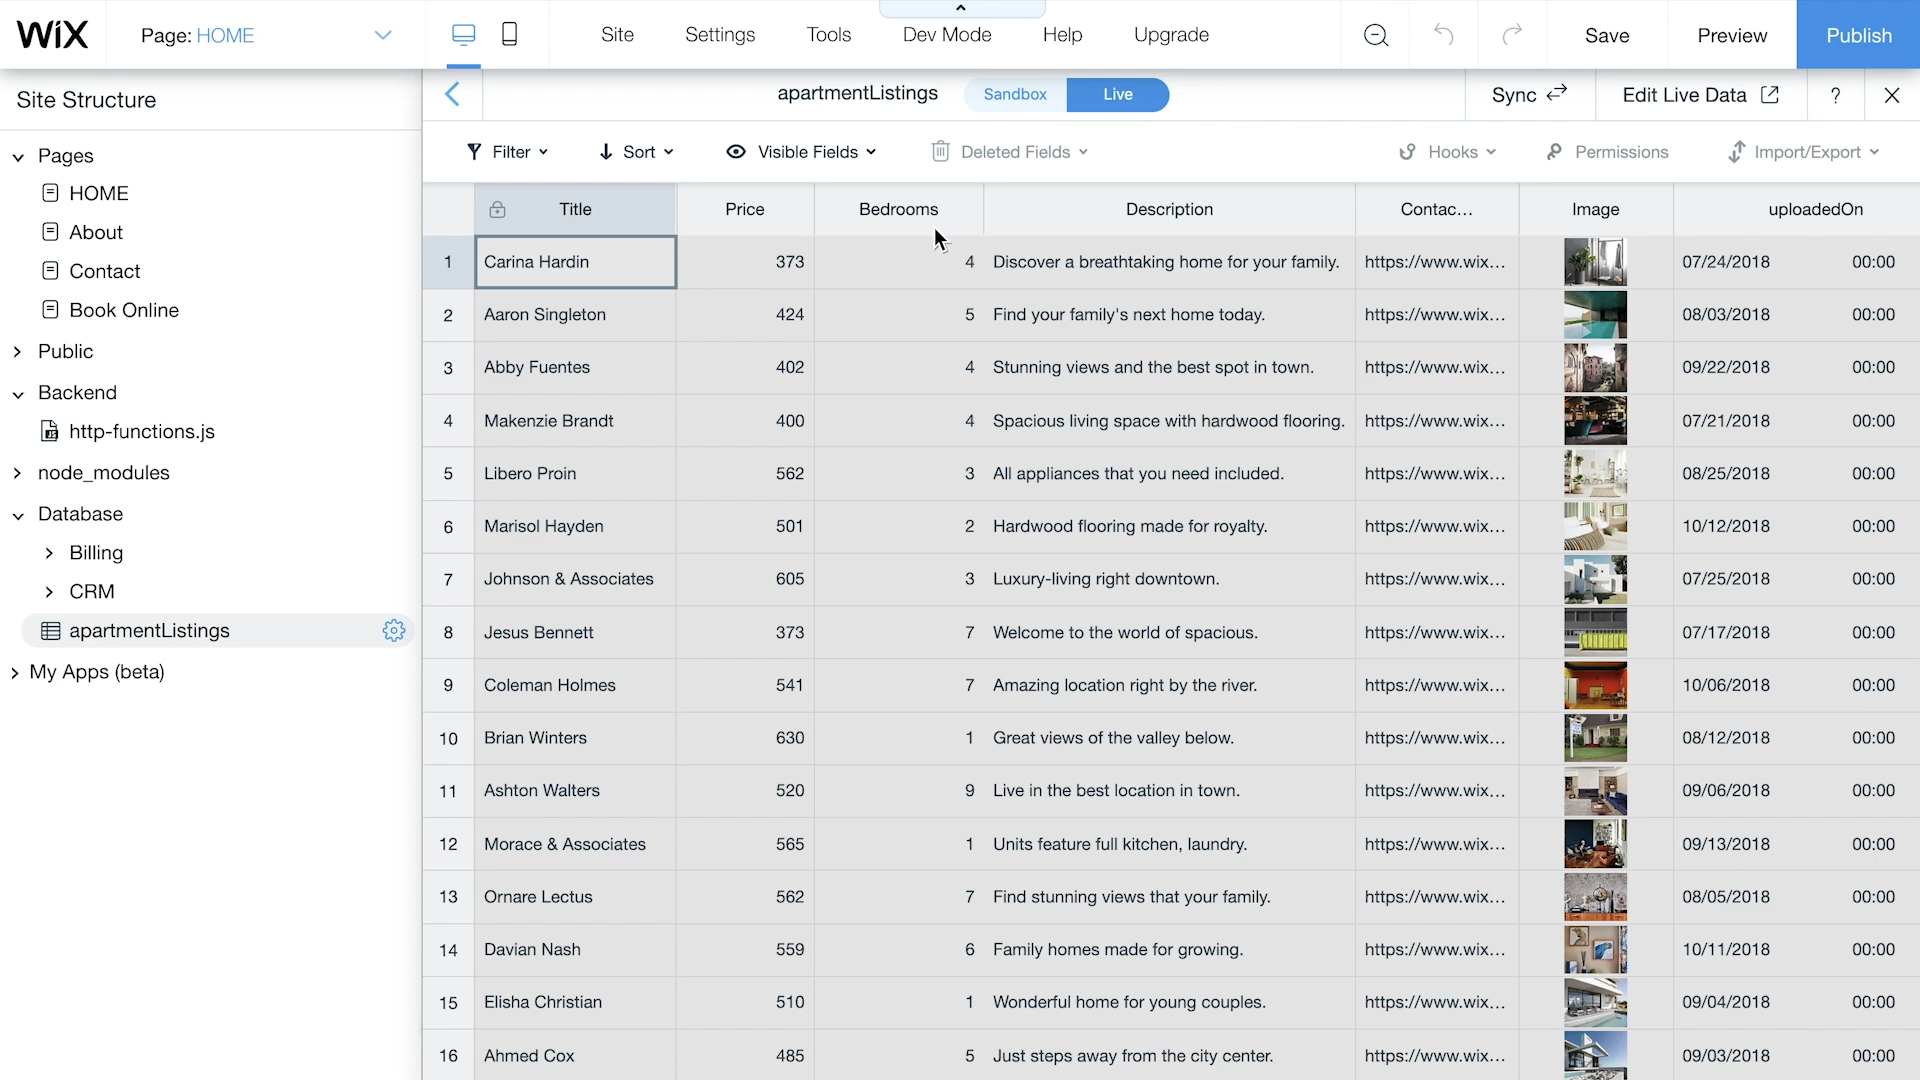 WiX Page: HOME Site Settings Tools Dev Mode Help Upgrade Save Preview Publish
Site Structure
Pages
HOME
About
Contact
Book Online
Public
Backend
http-functions.js
node_modules
Database
Billing
CRM
apartmentListings
My Apps (beta)
apartmentListings Sandbox Live Sync Edit Live Data ?
Filter Sort Visible Fields Deleted Fields Hooks Permissions Import/Export
Title Price Bedrooms Description Contac... Image uploadedOn
1 Carina Hardin 373 4 Discover a breathtaking home for your family. https://www.wix... 07/24/2018 00:00
2 Aaron Singleton 424 5 Find your family's next home today. https://www.wix... 08/03/2018 00:00
3 Abby Fuentes 402 4 Stunning views and the best spot in town. https://www.wix... 09/22/2018 00:00
4 Makenzie Brandt 400 4 Spacious living space with hardwood flooring. https://www.wix... 07/21/2018 00:00
5 Libero Proin 562 3 All appliances that you need included. https://www.wix... 08/25/2018 00:00
6 Marisol Hayden 501 2 Hardwood flooring made for royalty. https://www.wix... 10/12/2018 00:00
7 Johnson & Associates 605 3 Luxury-living right downtown. https://www.wix... 07/25/2018 00:00
8 Jesus Bennett 373 7 Welcome to the world of spacious. https://www.wix... 07/17/2018 00:00
9 Coleman Holmes 541 7 Amazing location right by the river. https://www.wix... 10/06/2018 00:00
10 Brian Winters 630 1 Great views of the valley below. https://www.wix... 08/12/2018 00:00
11 Ashton Walters 520 9 Live in the best location in town. https://www.wix... 09/06/2018 00:00
12 Morace & Associates 565 1 Units feature full kitchen, laundry. https://www.wix... 09/13/2018 00:00
13 Ornare Lectus 562 7 Find stunning views that your family. https://www.wix... 08/05/2018 00:00
14 Davian Nash 559 6 Family homes made for growing. https://www.wix... 10/11/2018 00:00
15 Elisha Christian 510 1 Wonderful home for young couples. https://www.wix... 09/04/2018 00:00
16 Ahmed Cox 485 5 Just steps away from the city center. https://www.wix... 09/03/2018 00:00